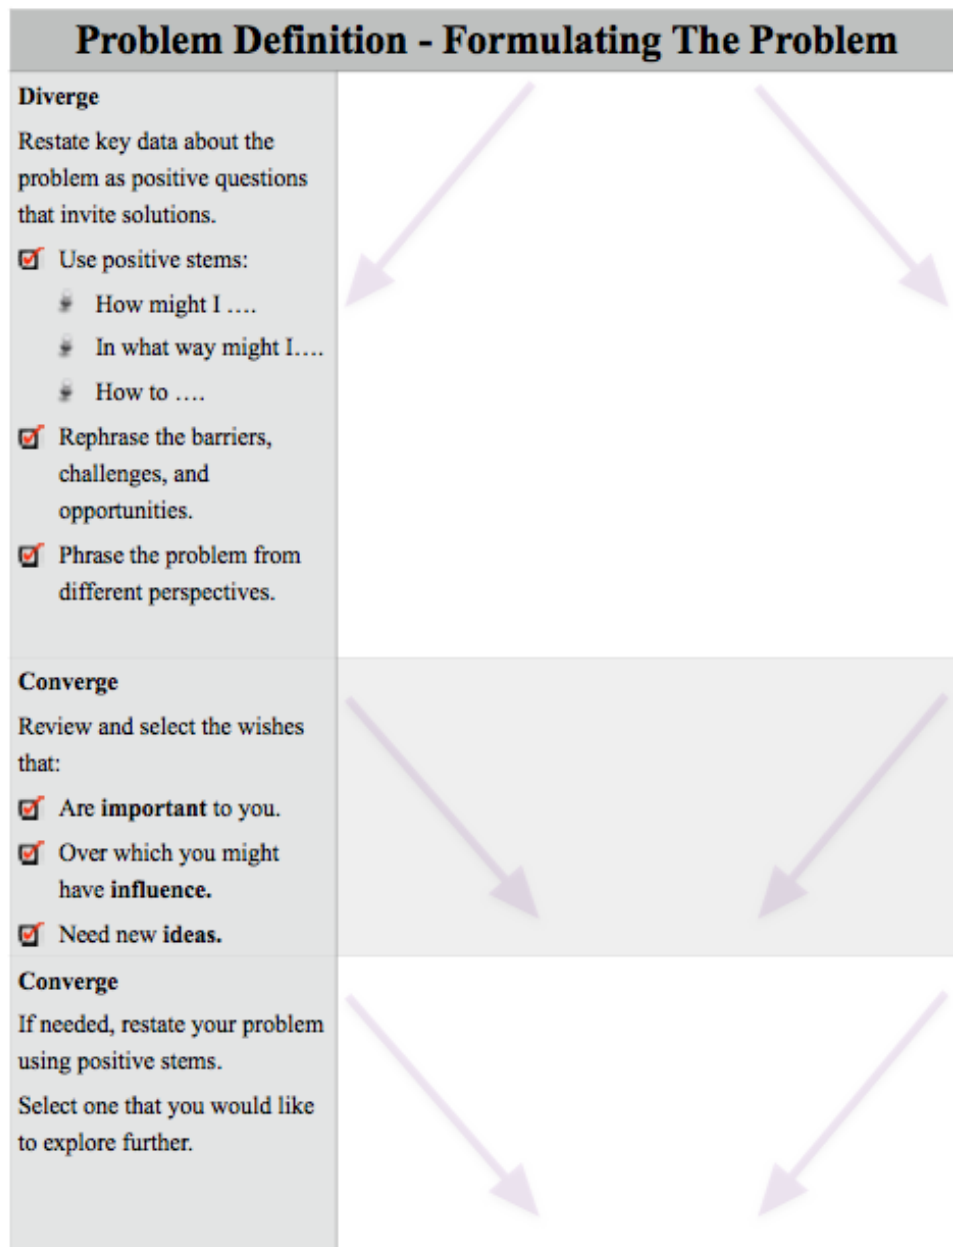 Problem Definition - Formulating The Problem
Diverge
Restate key data about the
problem as positive questions
that invite solutions.
Use positive stems:
How might I ....
In what way might I....
How to ....
Rephrase the barriers,
challenges, and
opportunities.
Phrase the problem from
different perspectives.
Converge
Review and select the wishes
that:
Are important to you.
Over which you might
have influence.
Need new ideas.
Converge
If needed, restate your problem
using positive stems.
Select one that you would like
to explore further.